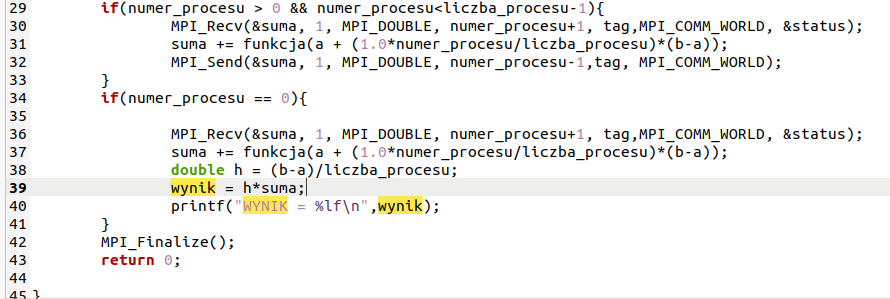 29 if(numer_procesu > 0 && numer_procesu<liczba_procesu-1){
30 MPI_Recv(&suma, 1, MPI_DOUBLE, numer_procesu+1, tag,MPI_COMM_WORLD, &status);
31 suma += funkcja(a + (1.0*numer_procesu/liczba_procesu)*(b-a));
32 MPI_Send(&suma, 1, MPI_DOUBLE, numer_procesu-1,tag, MPI_COMM_WORLD);
33 }
34 if(numer_procesu == 0){
35
36 MPI_Recv(&suma, 1, MPI_DOUBLE, numer_procesu+1, tag,MPI_COMM_WORLD, &status);
37 suma += funkcja(a + (1.0*numer_procesu/liczba_procesu)*(b-a));
38 double h = (b-a)/liczba_procesu;
39 wynik = h*suma;
40 printf("WYNIK = %lf\n",wynik);
41 }
42 MPI_Finalize();
43 return 0;
44
45 }